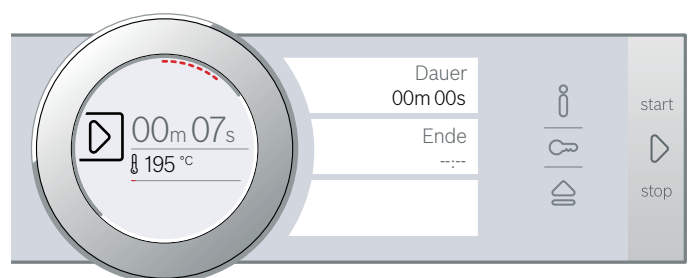 00m 07s
195 °C
Dauer
00m 00s
Ende
--:--
start
stop